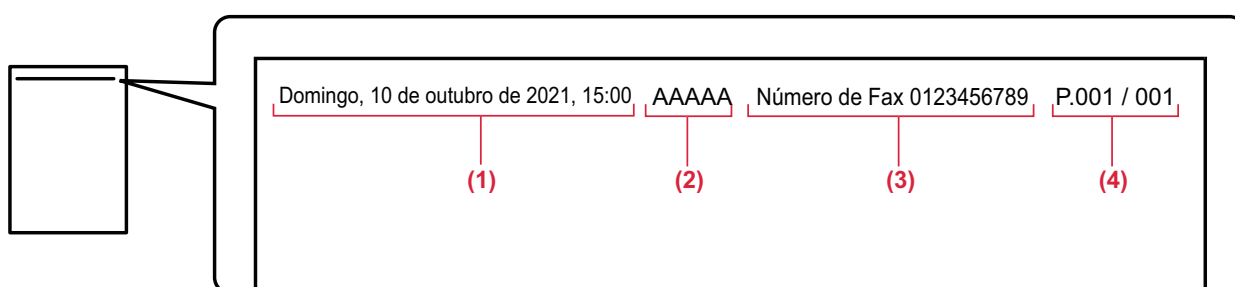 Domingo, 10 de outubro de 2021, 15:00 AAAAA Número de Fax 0123456789 P.001 / 001
(1) (2) (3) (4)